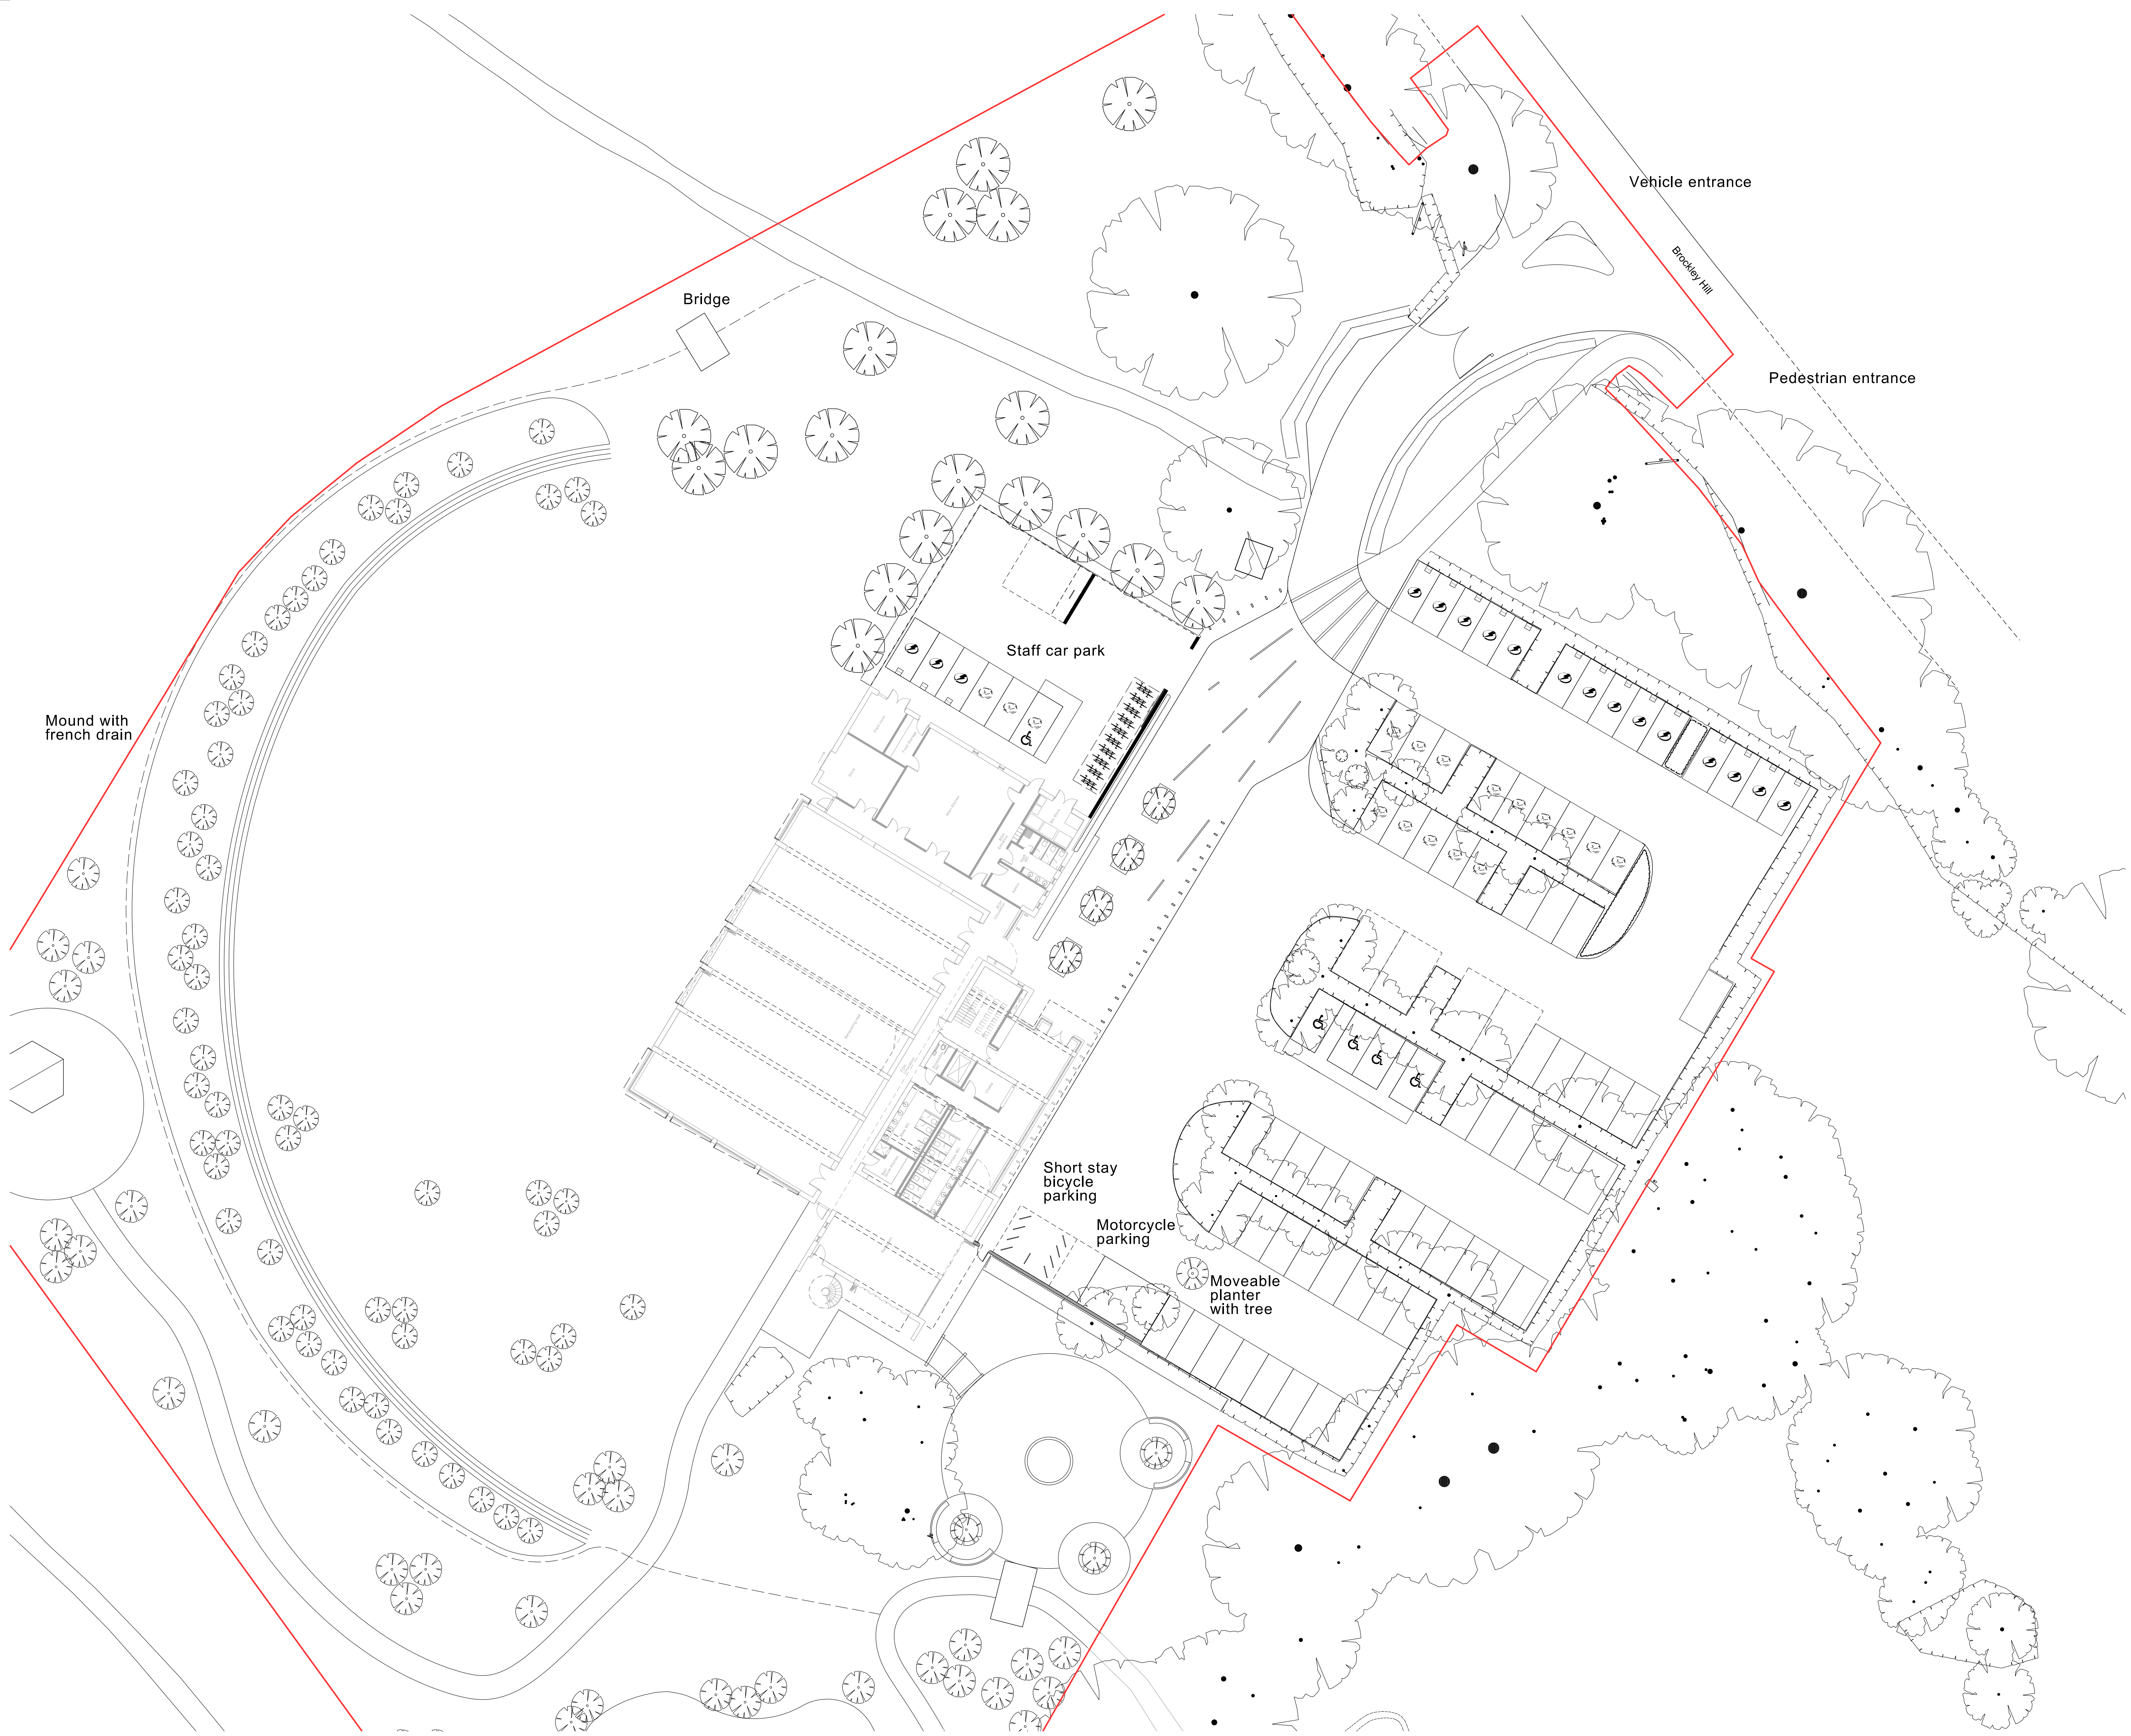 Vehicle entrance
Brockley Hill
Bridge
Pedestrian entrance
Staff car park
Mound with
french drain
Short stay
bicycle
parking
Motorcycle
parking
Moveable
planter
with tree